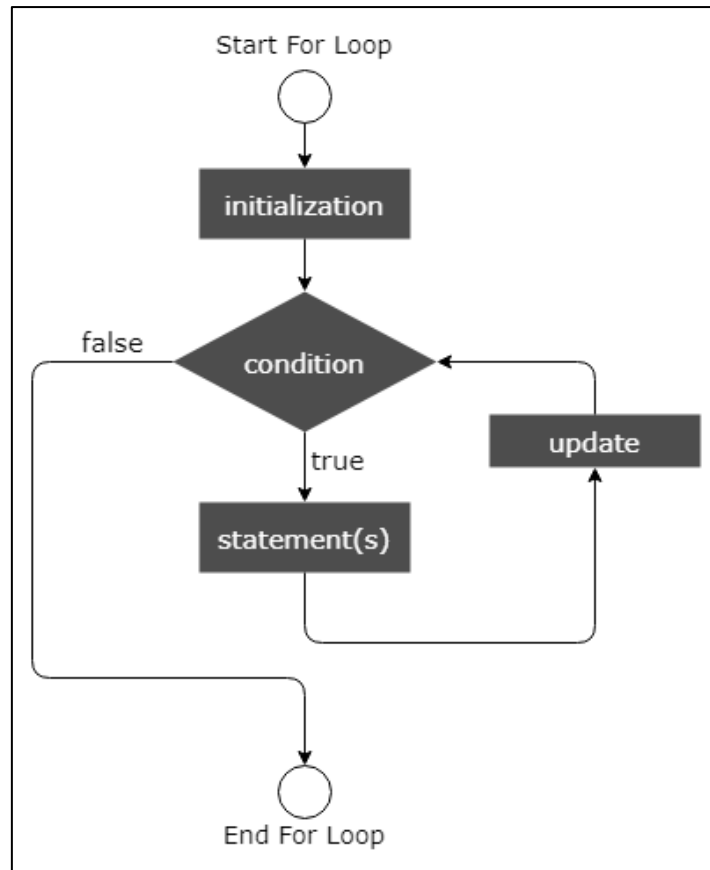 Start For Loop
initialization
false
condition
update
true
statement(s)
End For Loop